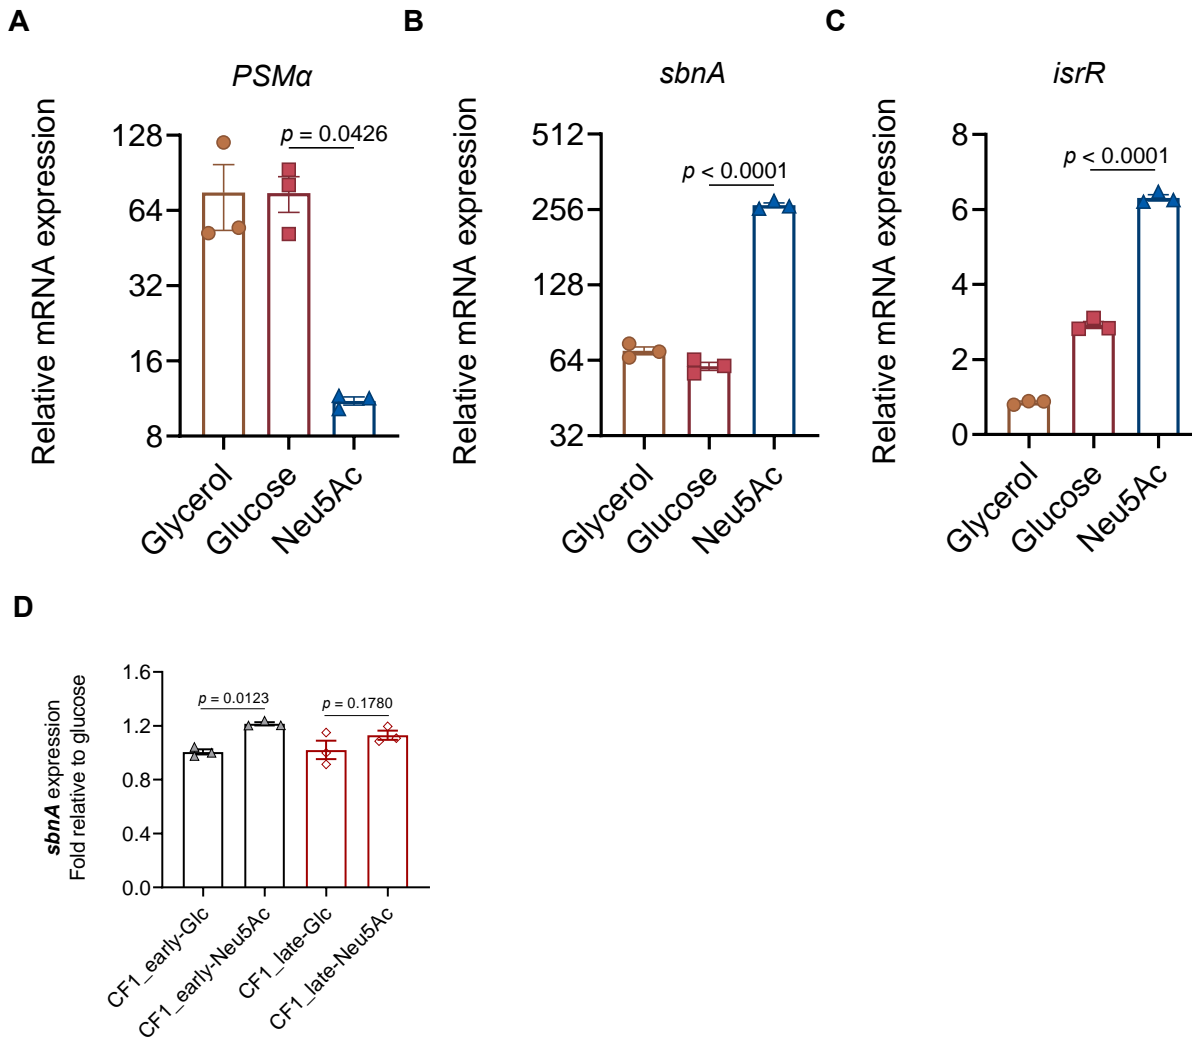 A
B
C
PSMα
sbnA
isrR
Relative mRNA expression
128
64
32
16
8
p = 0.0426
Glycerol
Glucose
Neu5Ac
Relative mRNA expression
512
256
128
64
32
p < 0.0001
Glycerol
Glucose
Neu5Ac
Relative mRNA expression
8
6
4
2
0
p < 0.0001
Glycerol
Glucose
Neu5Ac
D
sbnA expression
Fold relative to glucose
1.6
1.2
0.8
0.4
0.0
p = 0.0123
p = 0.1780
CF1_early-Glc
CF1_early-Neu5Ac
CF1_late-Glc
CF1_late-Neu5Ac